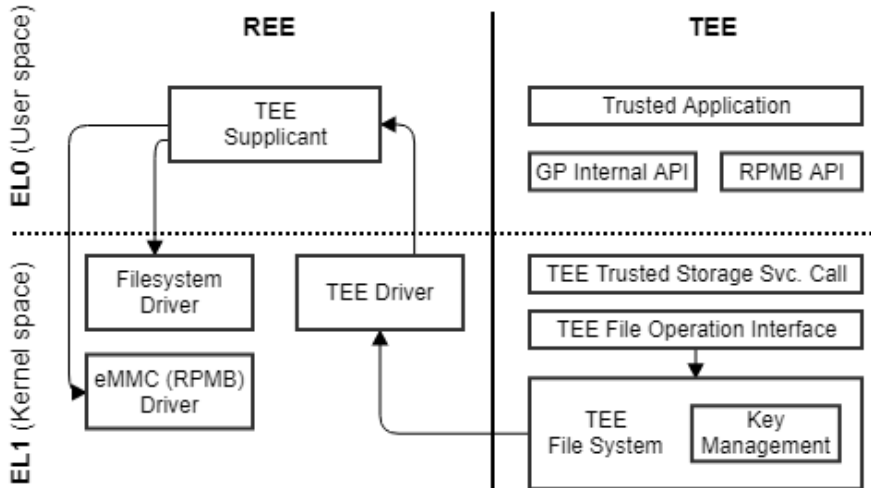 REE
TEE
EL0 (User space)
TEE
Supplicant
Trusted Application
GP Internal API
RPMB API
EL1 (Kernel space)
Filesystem
Driver
TEE Driver
TEE Trusted Storage Svc. Call
TEE File Operation Interface
eMMC (RPMB)
Driver
TEE
File System
Key
Management